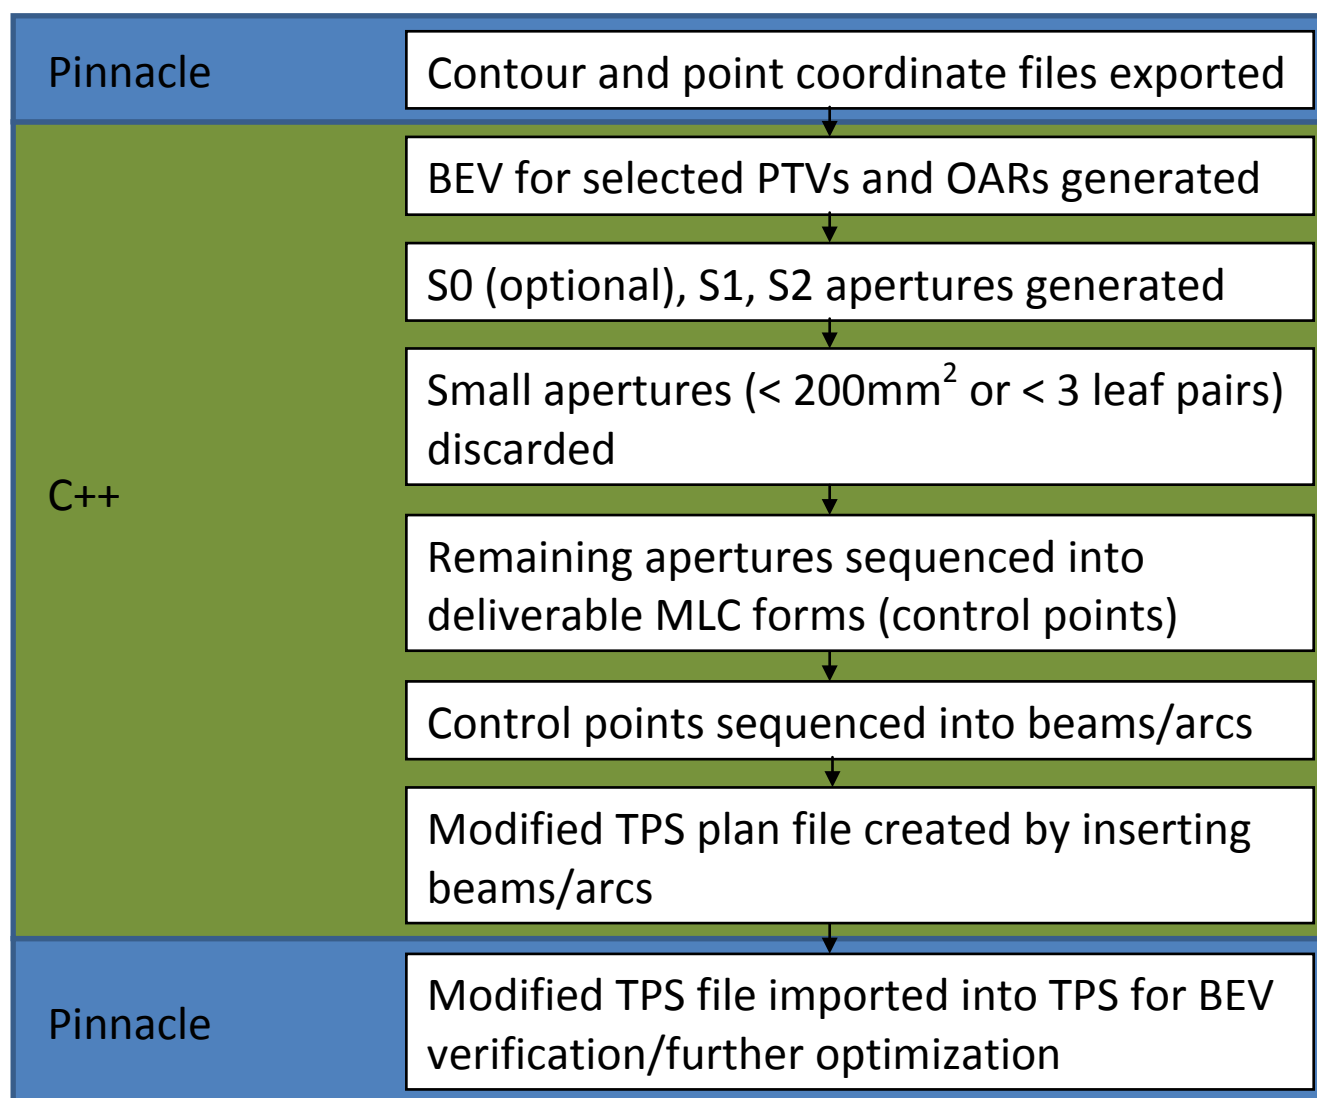 Pinnacle
Contour and point coordinate files exported
C++
BEV for selected PTVs and OARs generated
S0 (optional), S1, S2 apertures generated
Small apertures (< 200mm² or < 3 leaf pairs)
discarded
Remaining apertures sequenced into
deliverable MLC forms (control points)
Control points sequenced into beams/arcs
Modified TPS plan file created by inserting
beams/arcs
Pinnacle
Modified TPS file imported into TPS for BEV
verification/further optimization